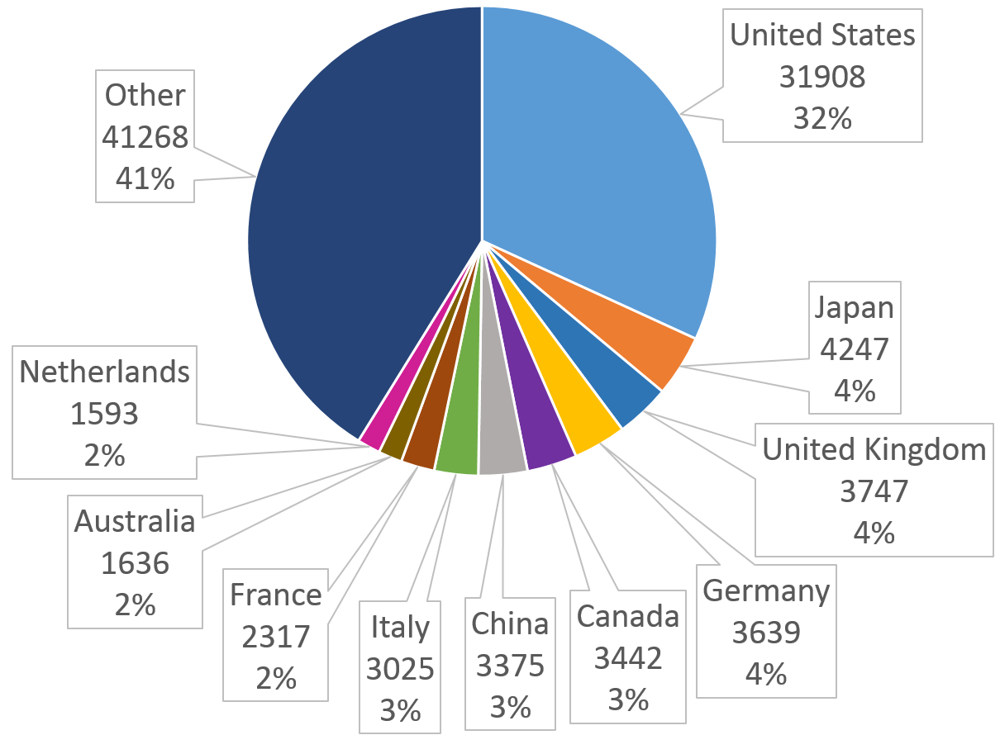 United States
31908
32%
Japan
4247
4%
United Kingdom
3747
4%
Germany
3639
4%
Canada
3442
3%
China
3375
3%
Italy
3025
3%
France
2317
2%
Australia
1636
2%
Netherlands
1593
2%
Other
41268
41%